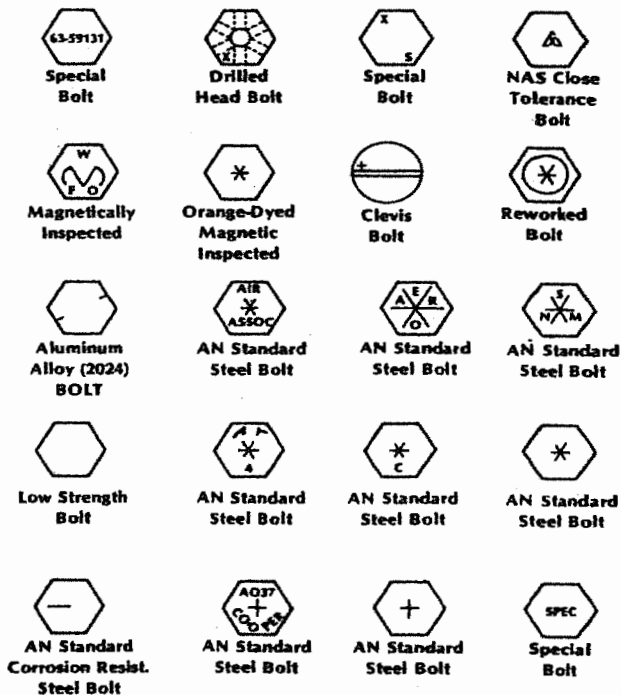 63-59131
Special
Bolt
X
Drilled
Head Bolt
X
S
Special
Bolt
NAS Close
Tolerance
Bolt
W
F O
Magnetically
Inspected
Orange-Dyed
Magnetic
Inspected
Clevis
Bolt
Reworked
Bolt
Aluminum
Alloy (2024)
BOLT
AIR
ASSOC
AN Standard
Steel Bolt
A E R
O
AN Standard
Steel Bolt
S
N M
AN Standard
Steel Bolt
Low Strength
Bolt
4
AN Standard
Steel Bolt
C
AN Standard
Steel Bolt
AN Standard
Steel Bolt
AN Standard
Corrosion Resist.
Steel Bolt
AO37
COOPER
AN Standard
Steel Bolt
AN Standard
Steel Bolt
SPEC
Special
Bolt